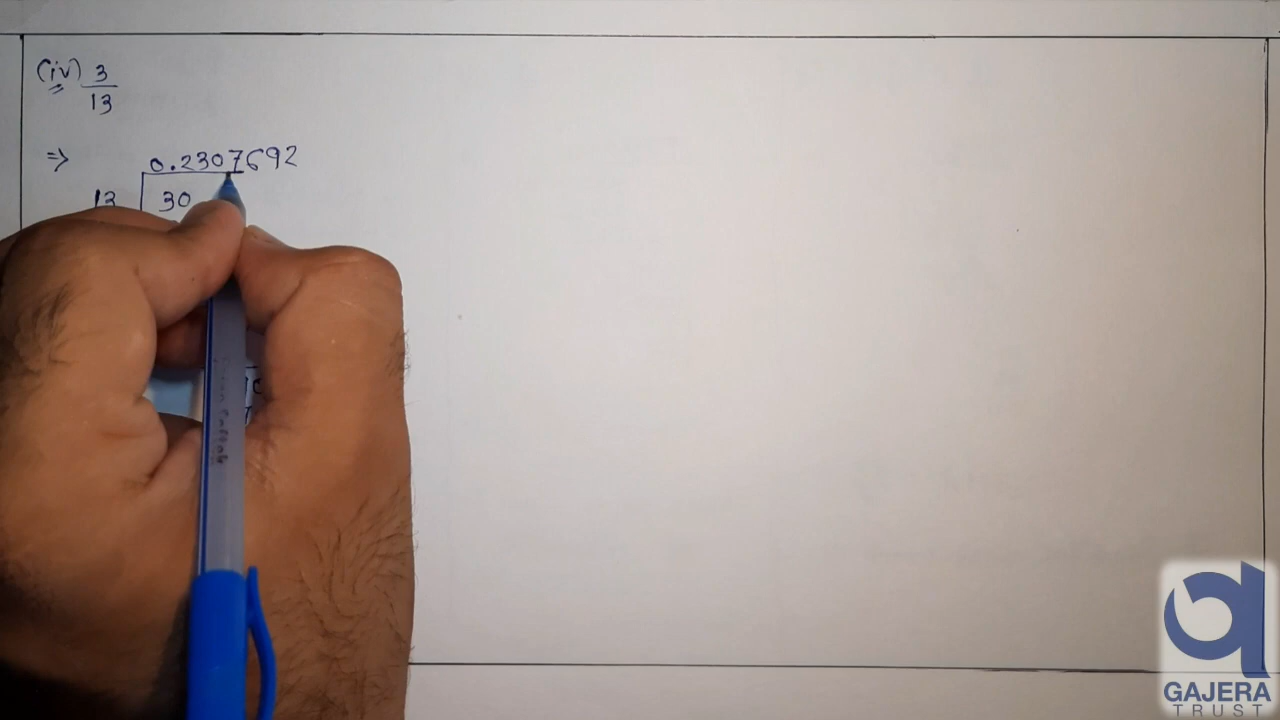 (iv) 3
13
⇒ 0.2307692
13 30
GAJERA
TRUST